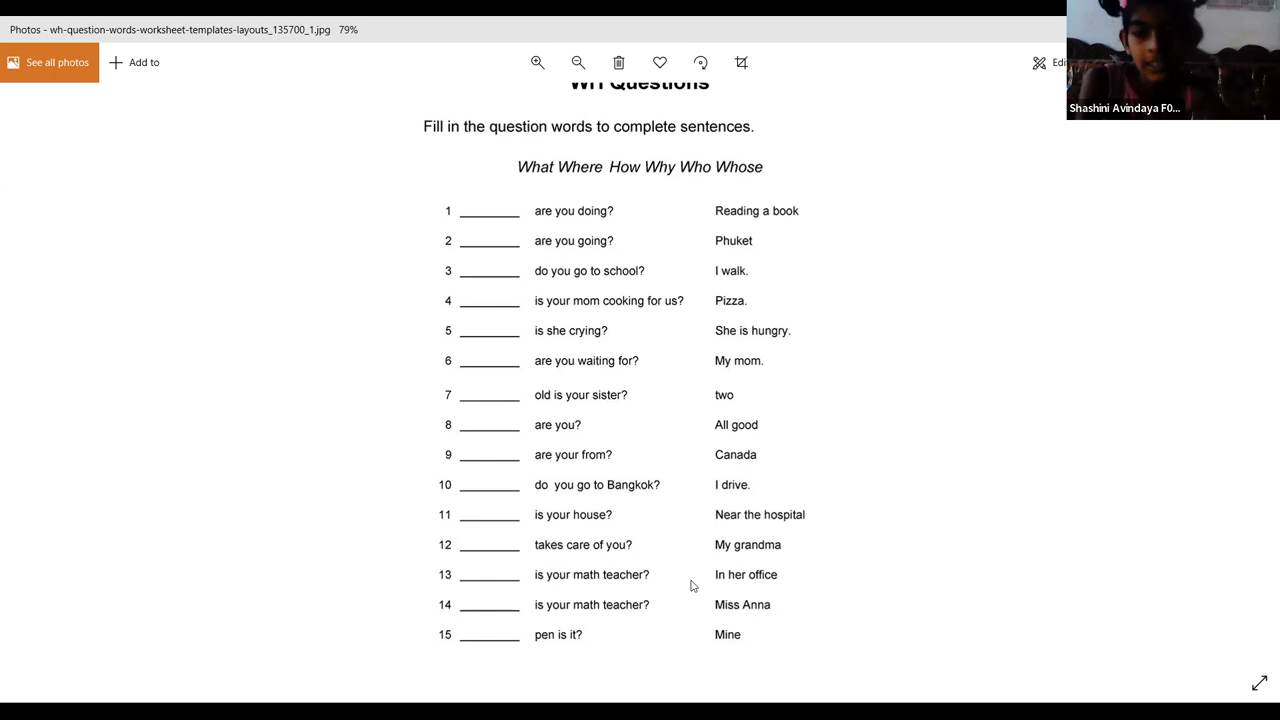 Photos - wh-question-words-worksheet-templates-layouts_135700_1.jpg 79%
See all photos
Add to
Edi
Shashini Avindaya F0...
WH Questions
Fill in the question words to complete sentences.
What Where How Why Who Whose
1 ________ are you doing? Reading a book
2 ________ are you going? Phuket
3 ________ do you go to school? I walk.
4 ________ is your mom cooking for us? Pizza.
5 ________ is she crying? She is hungry.
6 ________ are you waiting for? My mom.
7 ________ old is your sister? two
8 ________ are you? All good
9 ________ are your from? Canada
10 ________ do you go to Bangkok? I drive.
11 ________ is your house? Near the hospital
12 ________ takes care of you? My grandma
13 ________ is your math teacher? In her office
14 ________ is your math teacher? Miss Anna
15 ________ pen is it? Mine